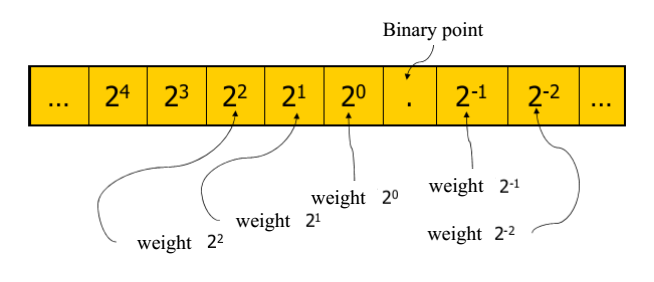 Binary point
... 2⁴ 2³ 2² 2¹ 2⁰ . 2⁻¹ 2⁻² ...
weight 2⁰
weight 2⁻¹
weight 2¹
weight 2⁻²
weight 2²